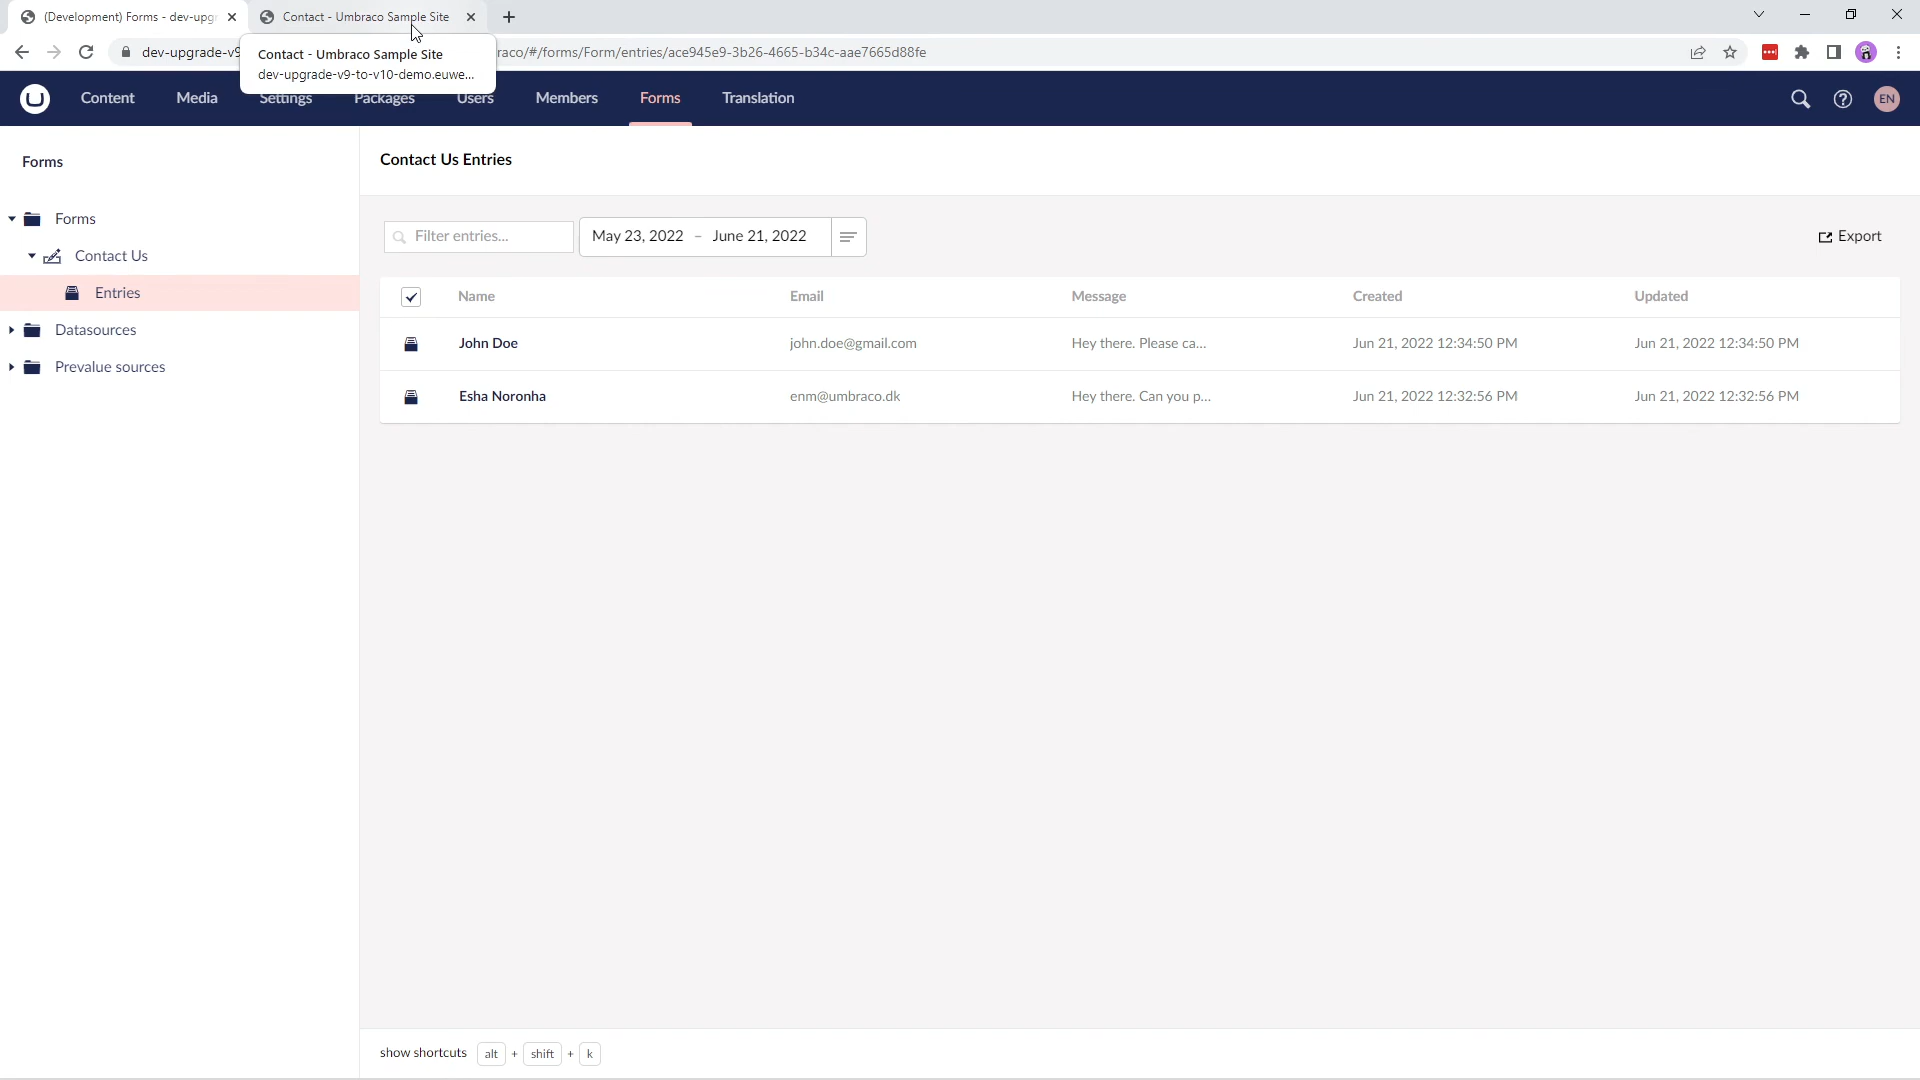 (Development) Forms - dev-upgr
Contact - Umbraco Sample Site
dev-upgrade-v9
raco/#/forms/Form/entries/ace945e9-3b26-4665-b34c-aae7665d88fe
Contact - Umbraco Sample Site
dev-upgrade-v9-to-v10-demo.euwe...
Content
Media
Settings
Packages
Users
Members
Forms
Translation
EN
Forms
Contact Us Entries
Forms
Contact Us
Entries
Datasources
Prevalue sources
Filter entries...
May 23, 2022 – June 21, 2022
Export
Name Email Message Created Updated
John Doe john.doe@gmail.com Hey there. Please ca... Jun 21, 2022 12:34:50 PM Jun 21, 2022 12:34:50 PM
Esha Noronha enm@umbraco.dk Hey there. Can you p... Jun 21, 2022 12:32:56 PM Jun 21, 2022 12:32:56 PM
show shortcuts alt + shift + k